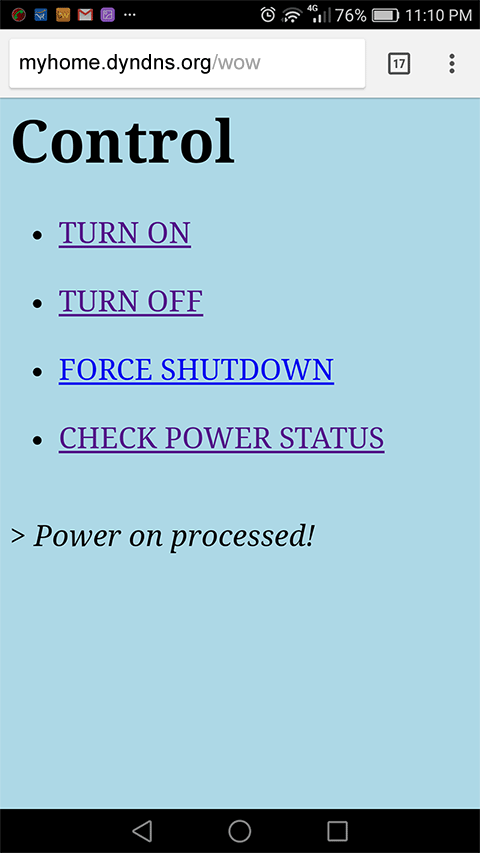 4G 76% 11:10 PM
myhome.dyndns.org/wow 17
Control
TURN ON
TURN OFF
FORCE SHUTDOWN
CHECK POWER STATUS
> Power on processed!